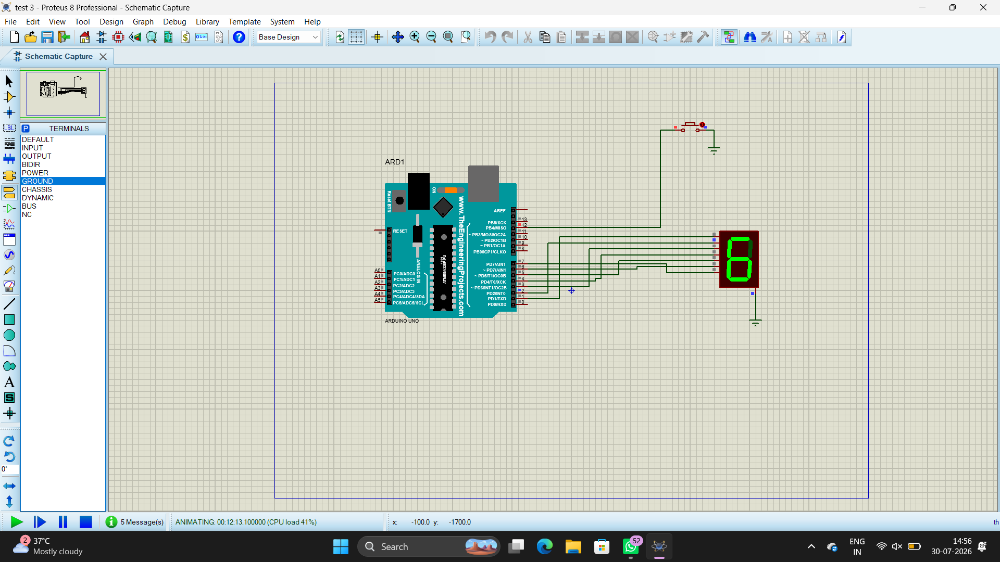 test 3 - Proteus 8 Professional - Schematic Capture
File Edit View Tool Design Graph Debug Library Template System Help
Base Design
Schematic Capture
P TERMINALS
DEFAULT
INPUT
OUTPUT
BIDIR
POWER
GROUND
CHASSIS
DYNAMIC
BUS
NC
LBL
A
S
0°
ARD1
Reset BTN
ON
www.TheEngineeringProjects.com
RESET
ANALOG IN
AREF
PB5/SCK 13
PB4/MISO 12
~ PB3/MOSI/OC2A 11
~ PB2/OC1B 10
~ PB1/OC1A 9
PB0/ICP1/CLKO 8
PD7/AIN1 7
~ PD7/AIN1 6
~ PD5/T1/OC0B 5
PD4/T0/XCK 4
~ PD3/INT1/OC2B 3
PD2/INT0 2
PD1/TXD 1
PD0/RXD 0
A0 PC0/ADC0
A1 PC1/ADC1
A2 PC2/ADC2
A3 PC3/ADC3
A4 PC4/ADC4/SDA
A5 PC5/ADC5/SCL
ARDUINO UNO
6
5 Message(s)
ANIMATING: 00:12:13.100000 (CPU load 41%)
x: -100.0 y: -1700.0
th
2
37°C
Mostly cloudy
Search
52
ENG
IN
14:56
30-07-2026